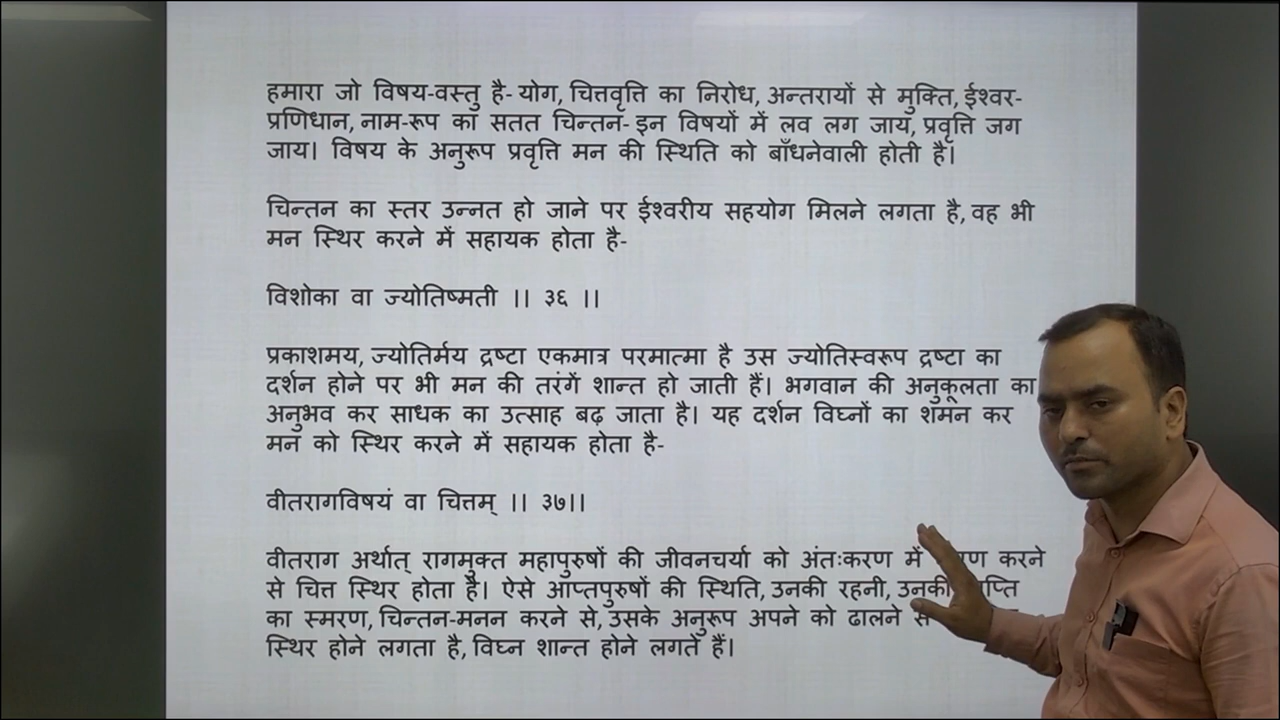 हमारा जो विषय-वस्तु है- योग, चित्तवृत्ति का निरोध, अन्तरायों से मुक्ति, ईश्वर-
प्रणिधान, नाम-रूप का सतत चिन्तन- इन विषयों में लव लग जाय, प्रवृत्ति जग
जाय। विषय के अनुरूप प्रवृत्ति मन की स्थिति को बाँधनेवाली होती है।
चिन्तन का स्तर उन्नत हो जाने पर ईश्वरीय सहयोग मिलने लगता है, वह भी
मन स्थिर करने में सहायक होता है-
विशोका वा ज्योतिष्मती ।। ३६ ।।
प्रकाशमय, ज्योतिर्मय द्रष्टा एकमात्र परमात्मा है उस ज्योतिस्वरूप द्रष्टा का
दर्शन होने पर भी मन की तरंगें शान्त हो जाती हैं। भगवान की अनुकूलता का
अनुभव कर साधक का उत्साह बढ़ जाता है। यह दर्शन विघ्नों का शमन कर
मन को स्थिर करने में सहायक होता है-
वीतरागविषयं वा चित्तम् ।। ३७।।
वीतराग अर्थात् रागमुक्त महापुरुषों की जीवनचर्या को अंतःकरण में करने
से चित्त स्थिर होता है। ऐसे आप्तपुरुषों की स्थिति, उनकी रहनी, उनकी
का स्मरण, चिन्तन-मनन करने से, उसके अनुरूप अपने को ढालने
स्थिर होने लगता है, विघ्न शान्त होने लगते हैं।